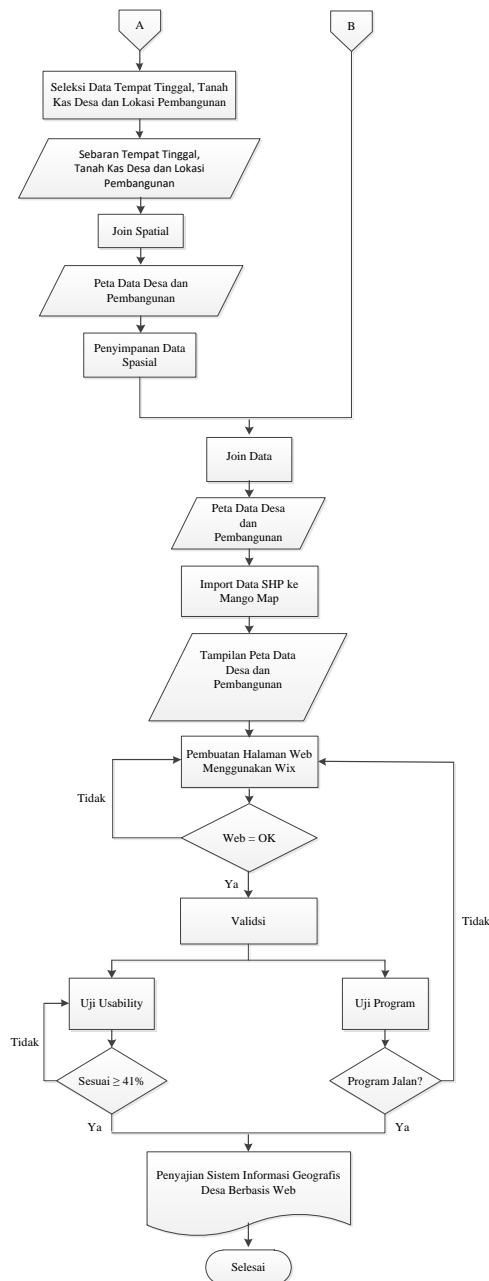 A
B
Seleksi Data Tempat Tinggal, Tanah
Kas Desa dan Lokasi Pembangunan
Sebaran Tempat Tinggal,
Tanah Kas Desa dan Lokasi
Pembangunan
Join Spatial
Peta Data Desa dan
Pembangunan
Penyimpanan Data
Spasial
Join Data
Peta Data Desa
dan
Pembangunan
Import Data SHP ke
Mango Map
Tampilan Peta Data
Desa dan
Pembangunan
Pembuatan Halaman Web
Menggunakan Wix
Tidak
Web = OK
Ya
Validsi
Tidak
Uji Usability
Uji Program
Tidak
Sesuai ≥ 41%
Program Jalan?
Ya
Ya
Penyajian Sistem Informasi Geografis
Desa Berbasis Web
Selesai